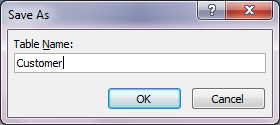 Save As
?
Table Name:
Customer
OK Cancel